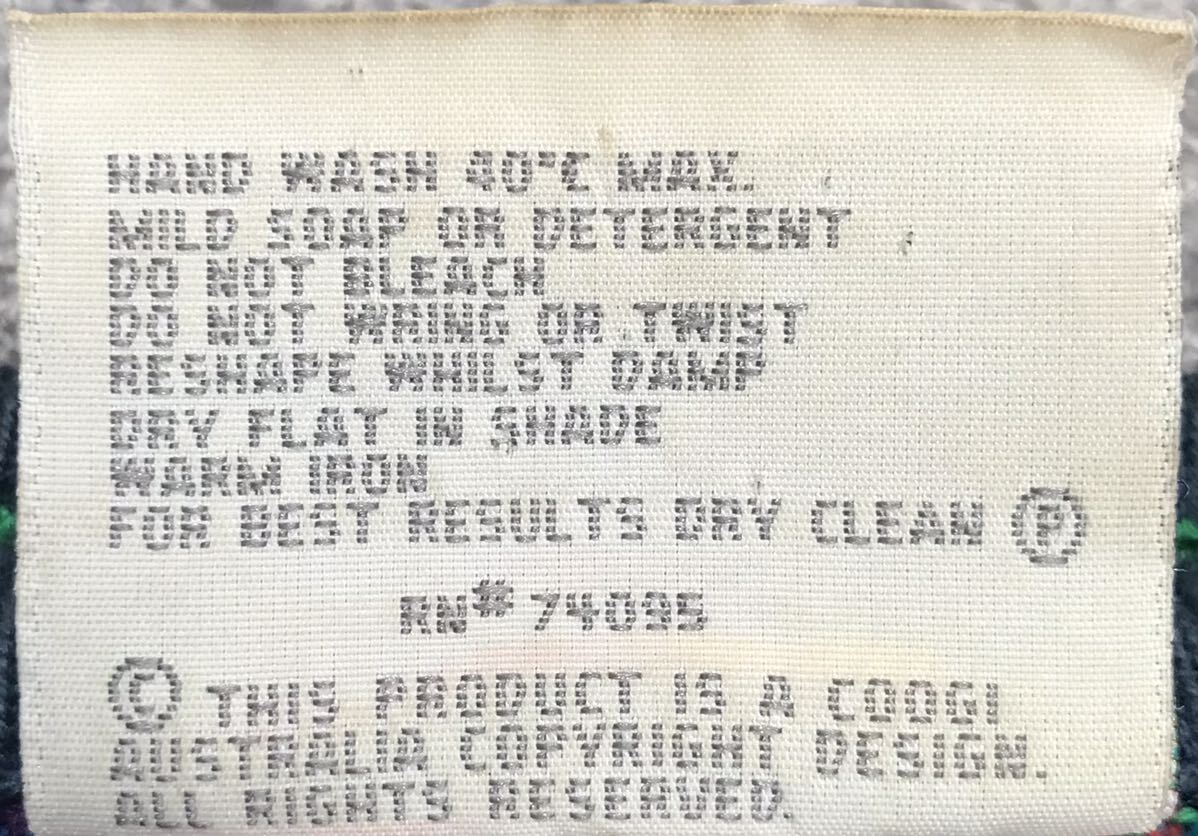 HAND WASH 40°C MAX.
MILD SOAP OR DETERGENT
DO NOT BLEACH
DO NOT WRING OR TWIST
RESHAPE WHILST DAMP
DRY FLAT IN SHADE
WARM IRON
FOR BEST RESULTS DRY CLEAN Ⓟ
RN# 74095
© THIS PRODUCT IS A COOGI
AUSTRALIA COPYRIGHT DESIGN.
ALL RIGHTS RESERVED.